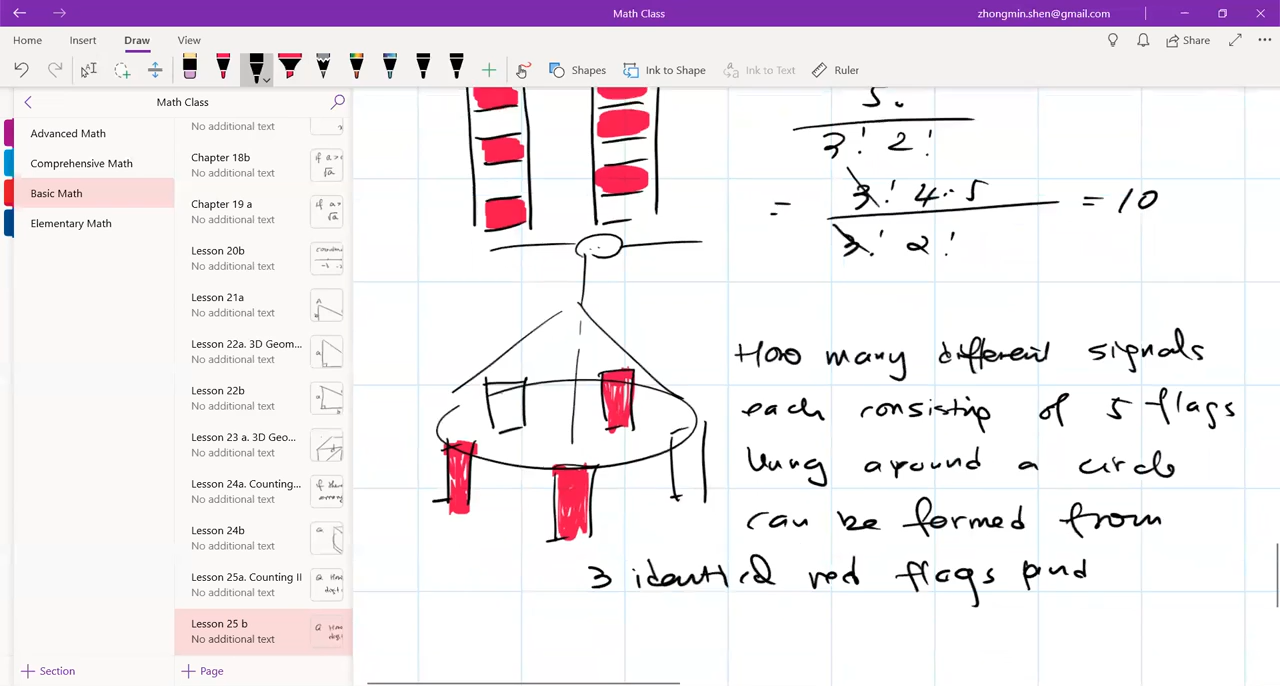 Math Class
zhongmin.shen@gmail.com
Home
Insert
Draw
View
Share
Shapes
Ink to Shape
Ink to Text
Ruler
Math Class
Advanced Math
Comprehensive Math
Basic Math
Elementary Math
No additional text
Chapter 18b
No additional text
Chapter 19 a
No additional text
Lesson 20b
No additional text
Lesson 21a
No additional text
Lesson 22a. 3D Geom...
No additional text
Lesson 22b
No additional text
Lesson 23 a. 3D Geo...
No additional text
Lesson 24a. Counting...
No additional text
Lesson 24b
No additional text
Lesson 25a. Counting II
No additional text
Lesson 25 b
No additional text
Section
Page
3! 2!
= 3! 4·5 = 10
3! 2!
How many different signals
each consisting of 5 flags
hung around a circle
can be formed from
3 identical red flags and